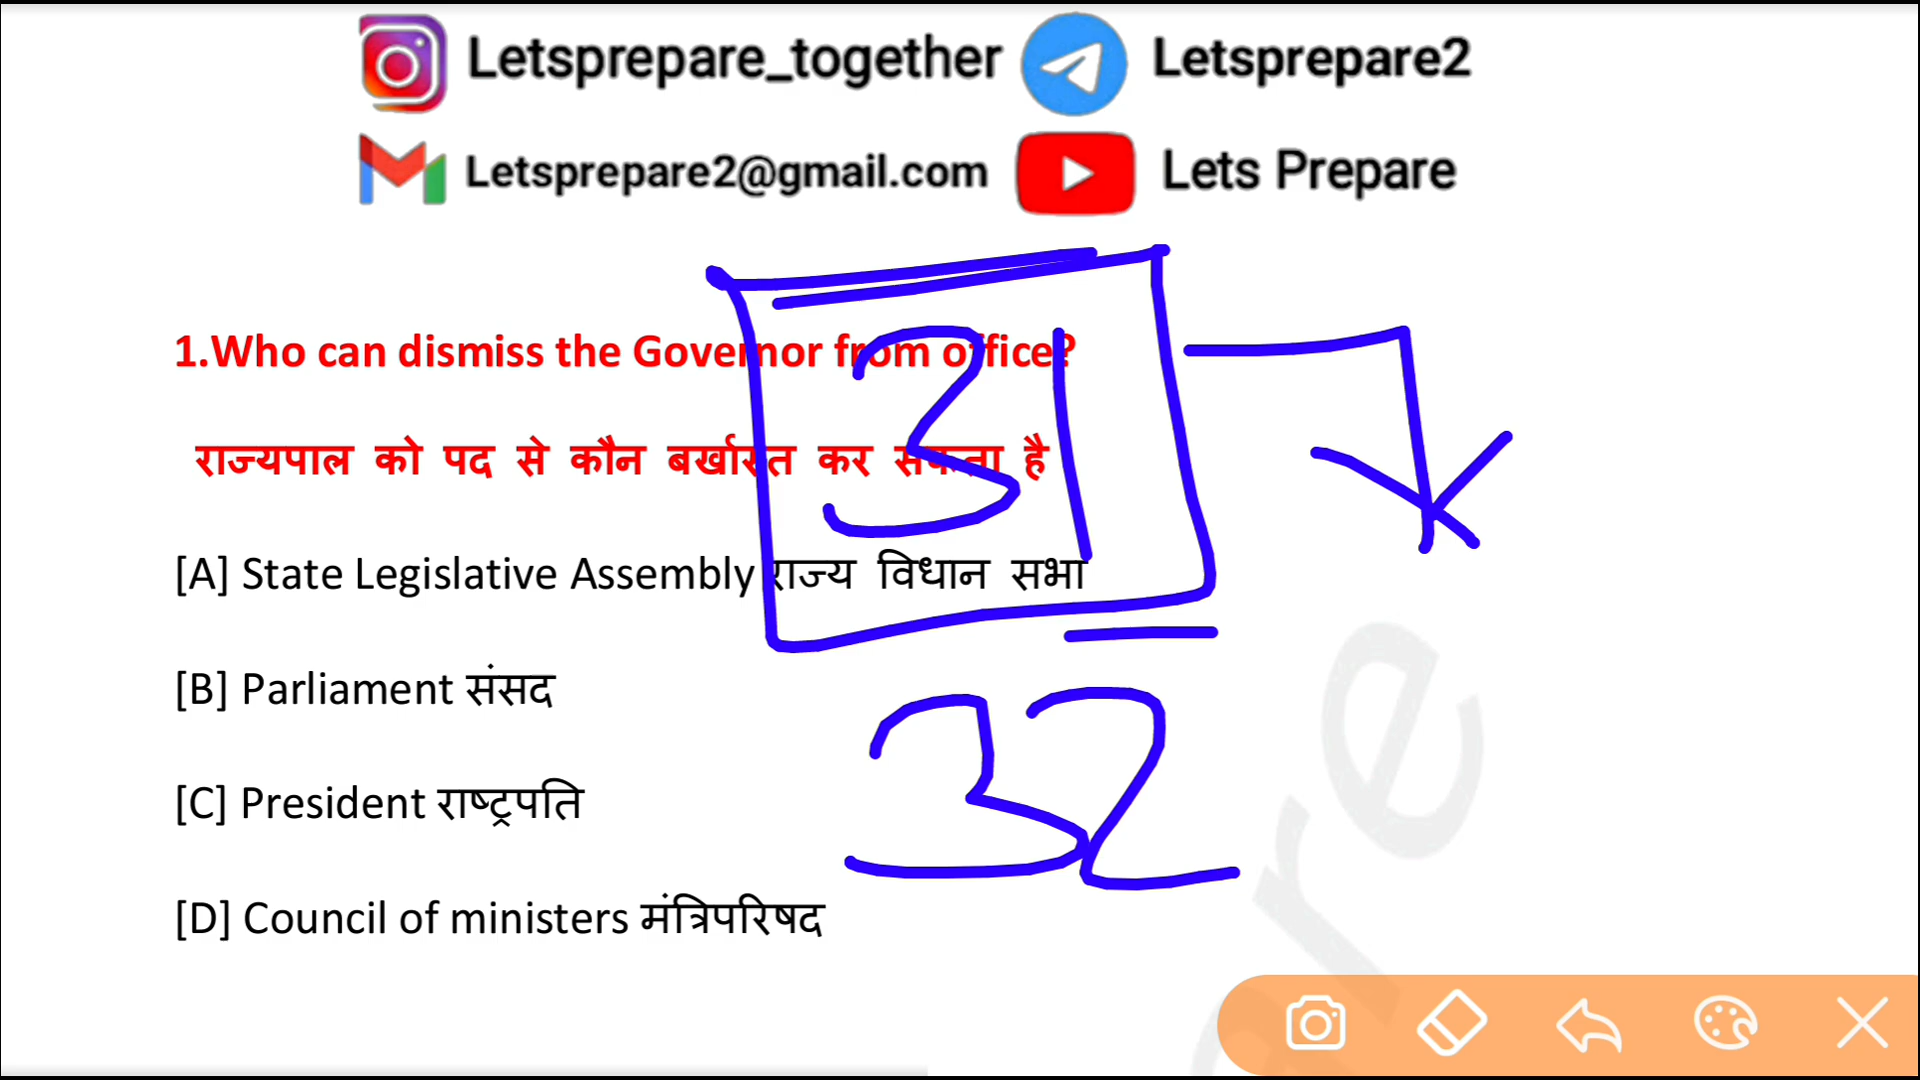 Letsprepare_together Letsprepare2
Letsprepare2@gmail.com Lets Prepare
1.Who can dismiss the Governor from office?
राज्यपाल को पद से कौन बर्खास्त कर सकता है
[A] State Legislative Assembly राज्य विधान सभा
[B] Parliament संसद
[C] President राष्ट्रपति
[D] Council of ministers मंत्रिपरिषद
31
32
re